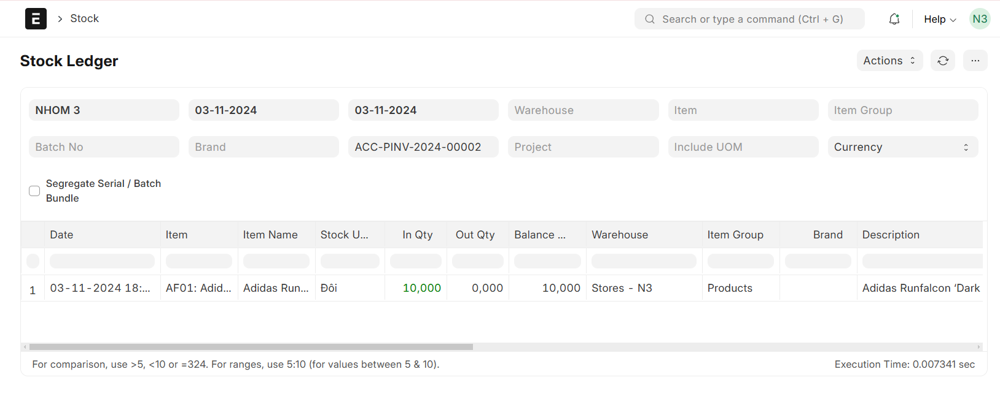 E > Stock Search or type a command (Ctrl + G) Help N3
Stock Ledger Actions ...
NHOM 3 03-11-2024 03-11-2024 Warehouse Item Item Group
Batch No Brand ACC-PINV-2024-00002 Project Include UOM Currency
Segregate Serial / Batch
Bundle
Date Item Item Name Stock U... In Qty Out Qty Balance ... Warehouse Item Group Brand Description
1 03-11-2024 18:... AF01: Adid... Adidas Run... Đôi 10,000 0,000 10,000 Stores - N3 Products Adidas Runfalcon ‘Dark
For comparison, use >5, <10 or =324. For ranges, use 5:10 (for values between 5 & 10). Execution Time: 0.007341 sec